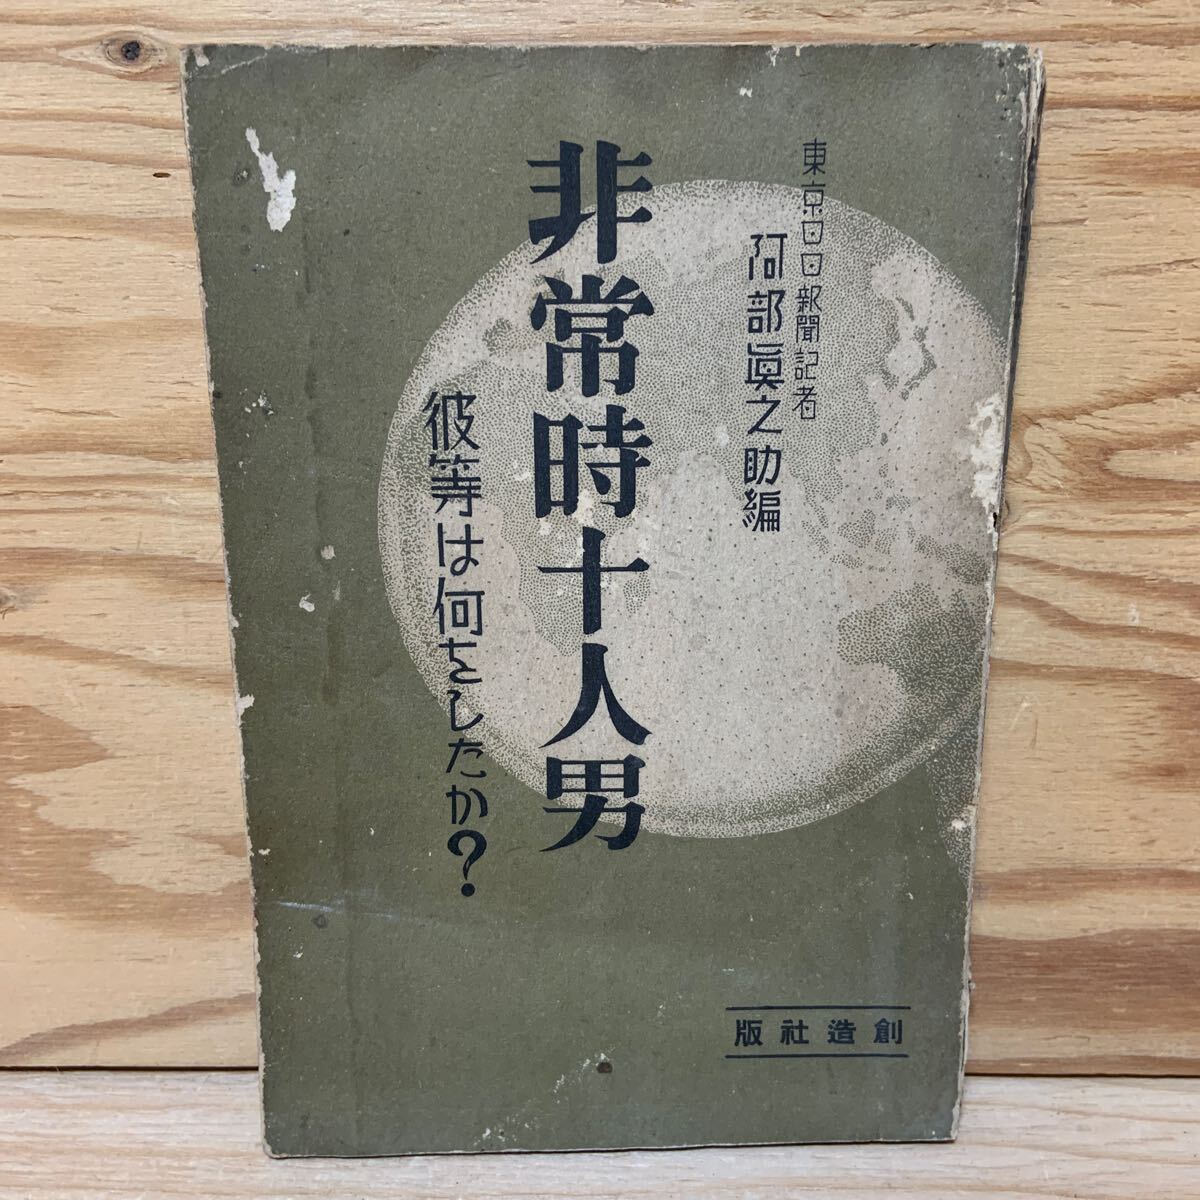 東京日日新聞記者
阿部眞之助編
非常時十人男
彼等は何をしたか?
創造社版